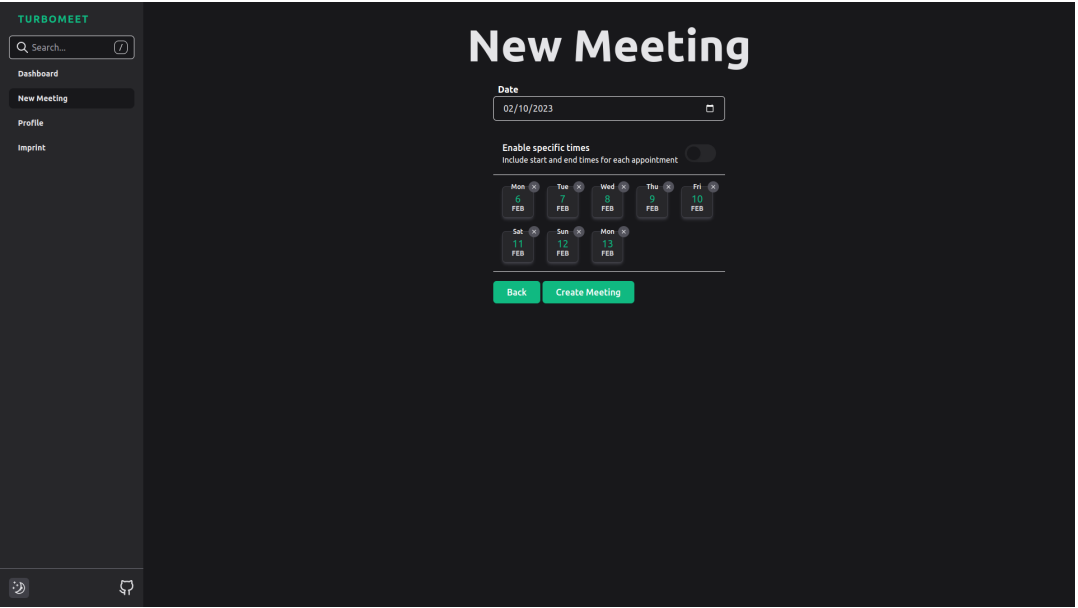 TURBOMEET
Search... /
Dashboard
New Meeting
Profile
Imprint
New Meeting
Date
02/10/2023
Enable specific times
Include start and end times for each appointment
Mon Tue Wed Thu Fri
6 7 8 9 10
FEB FEB FEB FEB FEB
Sat Sun Mon
11 12 13
FEB FEB FEB
Back Create Meeting